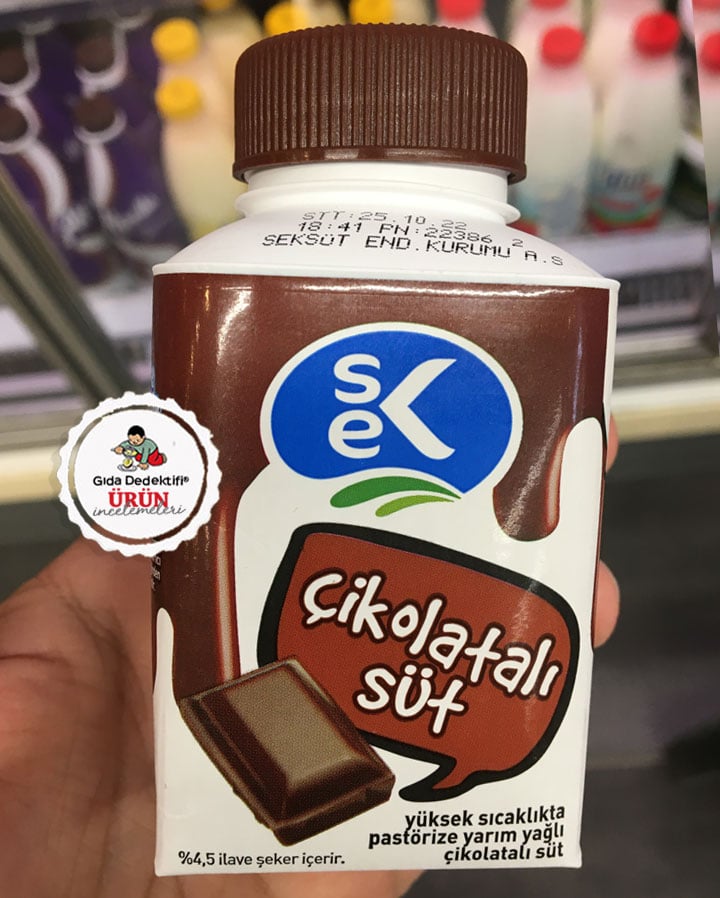 STT:25.10.22
18:41 PN:22386 2
SEKSÜT END.KURUMU A.S
sek
Gıda Dedektifi®
ÜRÜN
incelemeleri
Çikolatalı
süt
yüksek sıcaklıkta
pastörize yarım yağlı
çikolatalı süt
%4,5 ilave şeker içerir.